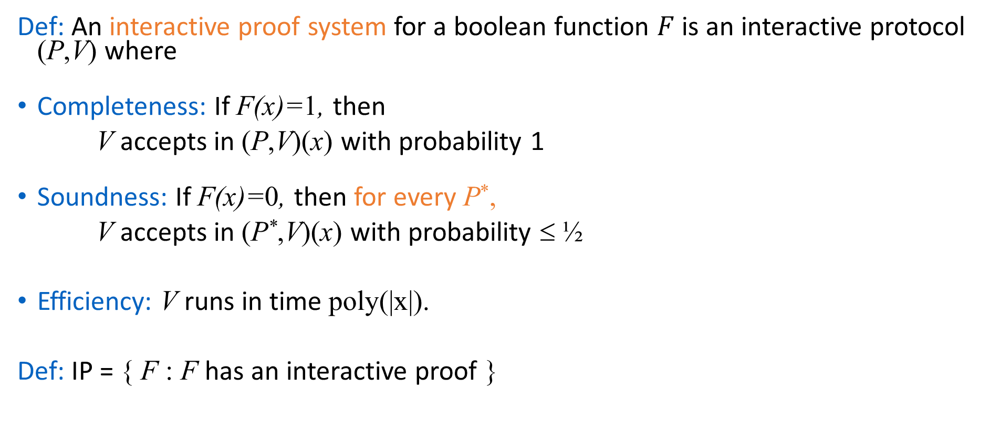 Def: An interactive proof system for a boolean function F is an interactive protocol
(P,V) where
• Completeness: If F(x)=1, then
V accepts in (P,V)(x) with probability 1
• Soundness: If F(x)=0, then for every P*,
V accepts in (P*,V)(x) with probability ≤ ½
• Efficiency: V runs in time poly(|x|).
Def: IP = { F : F has an interactive proof }